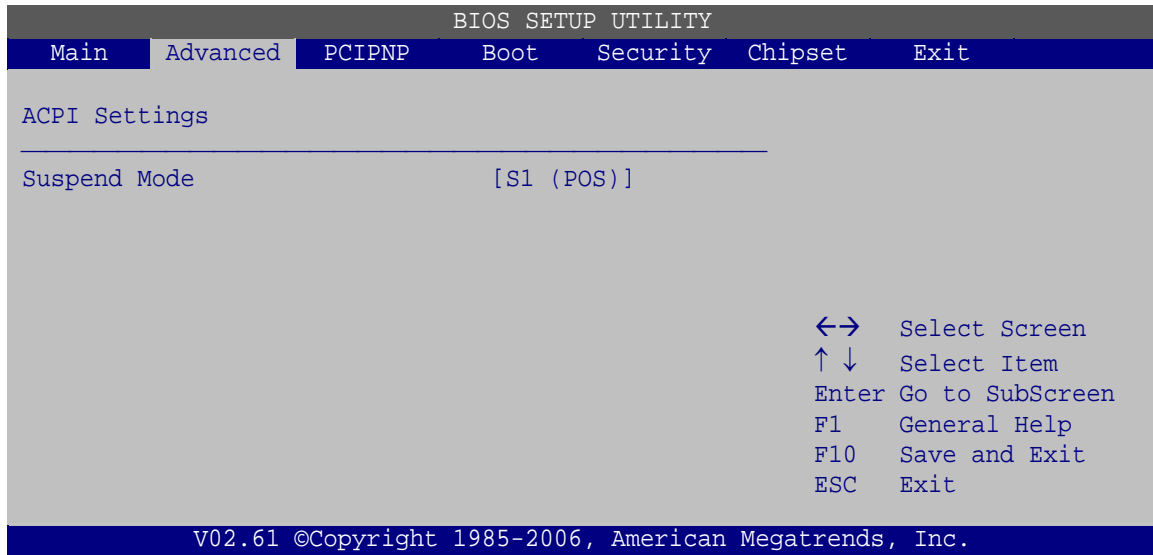 BIOS SETUP UTILITY
Main Advanced PCIPNP Boot Security Chipset Exit
ACPI Settings
Suspend Mode [S1 (POS)]
←→ Select Screen
↑ ↓ Select Item
Enter Go to SubScreen
F1 General Help
F10 Save and Exit
ESC Exit
V02.61 ©Copyright 1985-2006, American Megatrends, Inc.